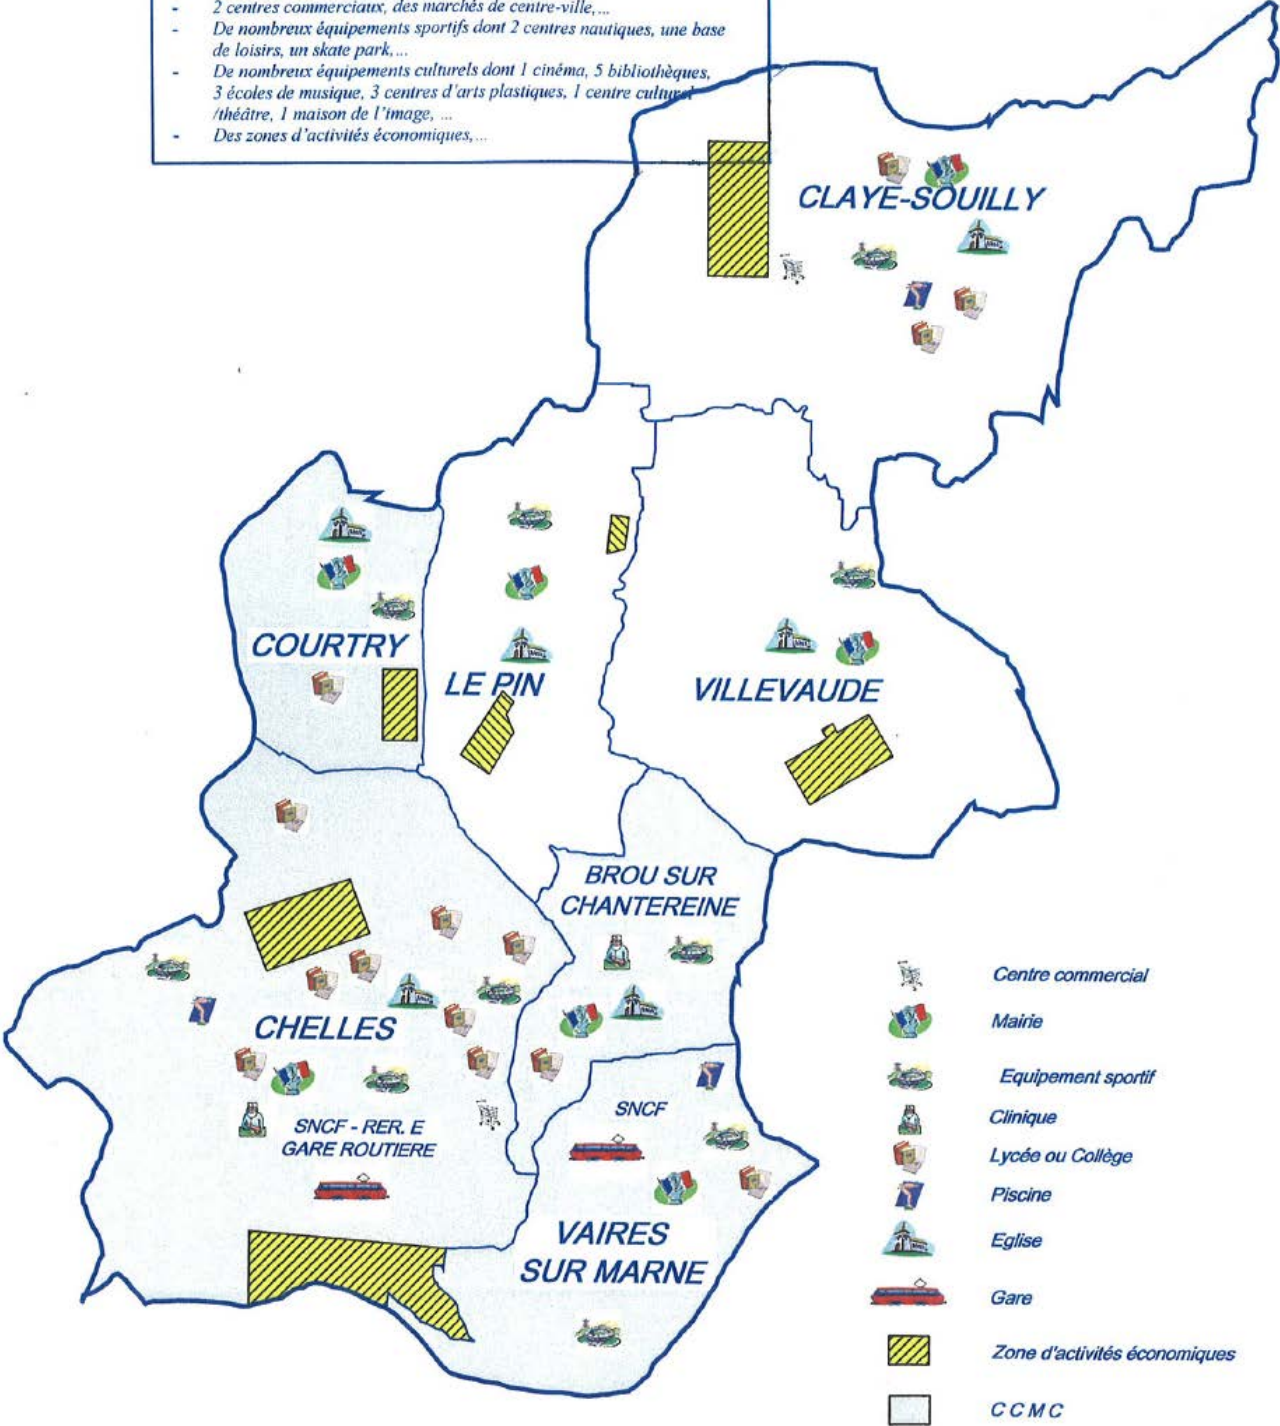 - 2 centres commerciaux, des marchés de centre-ville,...
- De nombreux équipements sportifs dont 2 centres nautiques, une base
de loisirs, un skate park,...
- De nombreux équipements culturels dont 1 cinéma, 5 bibliothèques,
3 écoles de musique, 3 centres d'arts plastiques, 1 centre culturel
/théâtre, 1 maison de l'image, ...
- Des zones d'activités économiques,...
CLAYE-SOUILLY
COURTRY
LE PIN
VILLEVAUDE
BROU SUR
CHANTEREINE
CHELLES
SNCF - RER. E
GARE ROUTIERE
SNCF
VAIRES
SUR MARNE
Centre commercial
Mairie
Equipement sportif
Clinique
Lycée ou Collège
Piscine
Eglise
Gare
Zone d'activités économiques
C C M C